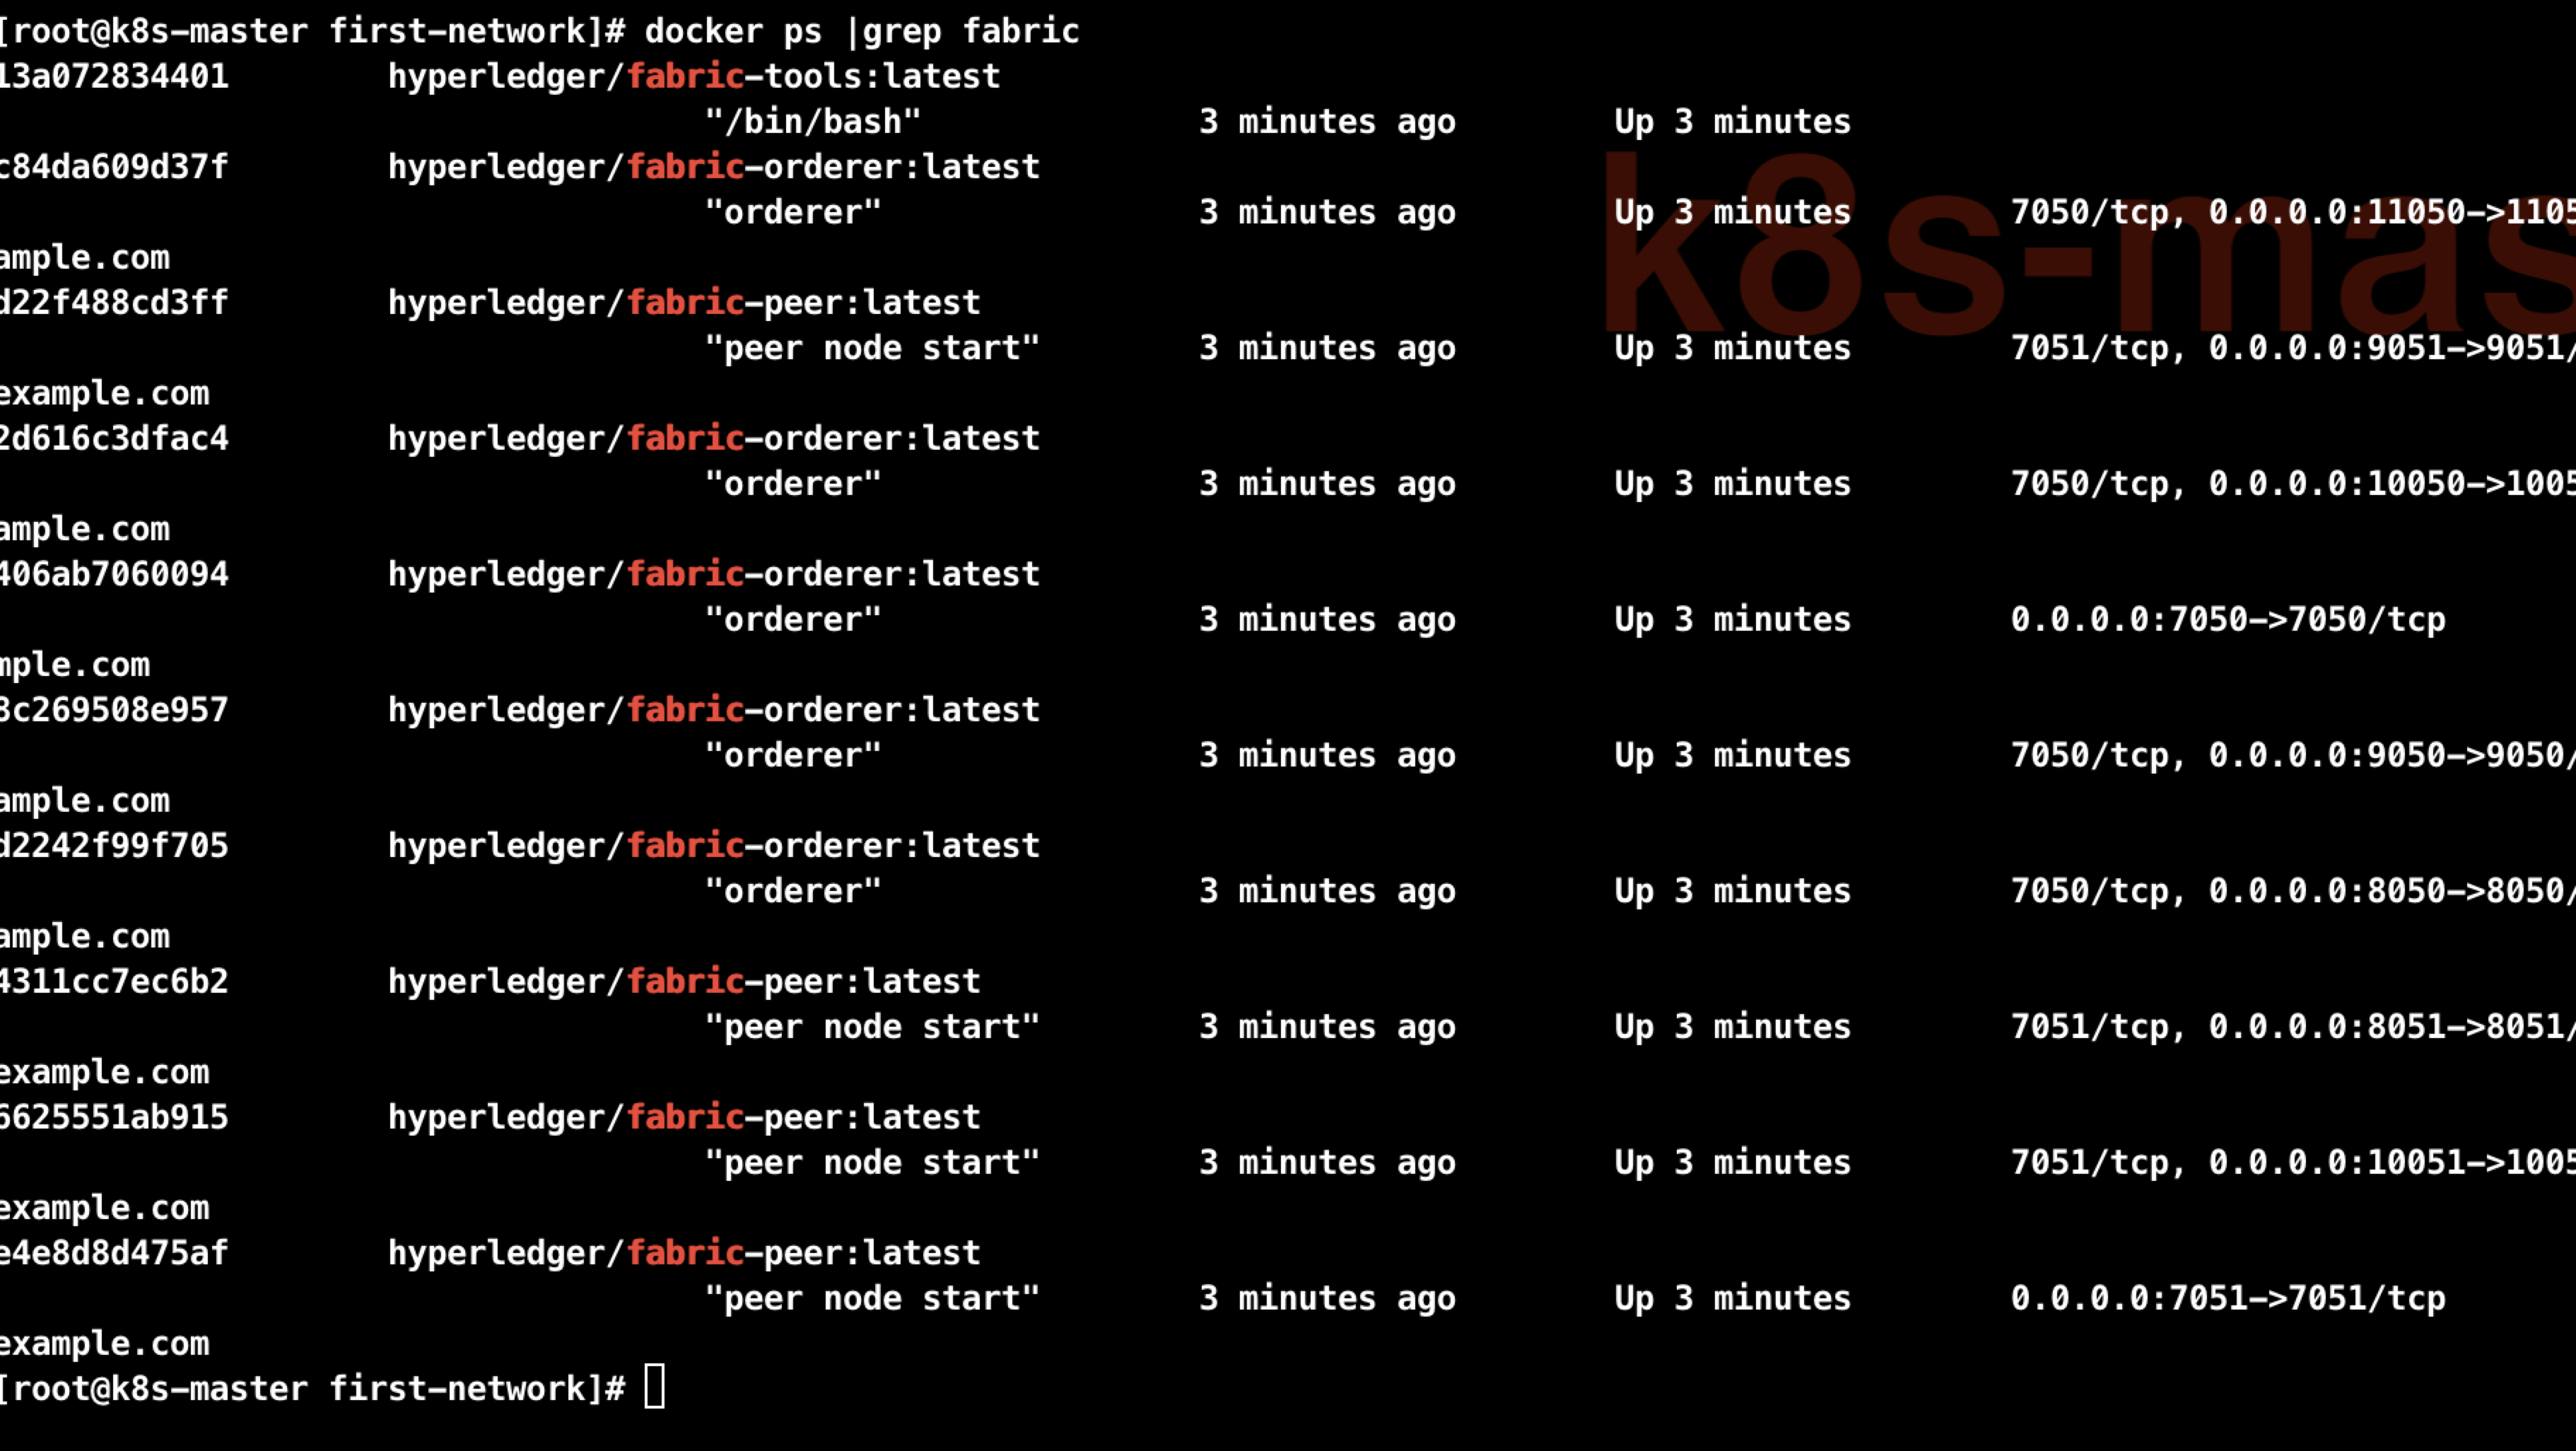 [root@k8s-master first-network]# docker ps |grep fabric
13a072834401        hyperledger/fabric-tools:latest
"/bin/bash"              3 minutes ago        Up 3 minutes
c84da609d37f        hyperledger/fabric-orderer:latest
"orderer"                3 minutes ago        Up 3 minutes        7050/tcp, 0.0.0.0:11050->1105
ample.com
d22f488cd3ff        hyperledger/fabric-peer:latest
"peer node start"        3 minutes ago        Up 3 minutes        7051/tcp, 0.0.0.0:9051->9051/
example.com
2d616c3dfac4        hyperledger/fabric-orderer:latest
"orderer"                3 minutes ago        Up 3 minutes        7050/tcp, 0.0.0.0:10050->1005
ample.com
406ab7060094        hyperledger/fabric-orderer:latest
"orderer"                3 minutes ago        Up 3 minutes        0.0.0.0:7050->7050/tcp
mple.com
8c269508e957        hyperledger/fabric-orderer:latest
"orderer"                3 minutes ago        Up 3 minutes        7050/tcp, 0.0.0.0:9050->9050/
ample.com
d2242f99f705        hyperledger/fabric-orderer:latest
"orderer"                3 minutes ago        Up 3 minutes        7050/tcp, 0.0.0.0:8050->8050/
ample.com
4311cc7ec6b2        hyperledger/fabric-peer:latest
"peer node start"        3 minutes ago        Up 3 minutes        7051/tcp, 0.0.0.0:8051->8051/
example.com
6625551ab915        hyperledger/fabric-peer:latest
"peer node start"        3 minutes ago        Up 3 minutes        7051/tcp, 0.0.0.0:10051->1005
example.com
e4e8d8d475af        hyperledger/fabric-peer:latest
"peer node start"        3 minutes ago        Up 3 minutes        0.0.0.0:7051->7051/tcp
example.com
[root@k8s-master first-network]#
k8s-mas